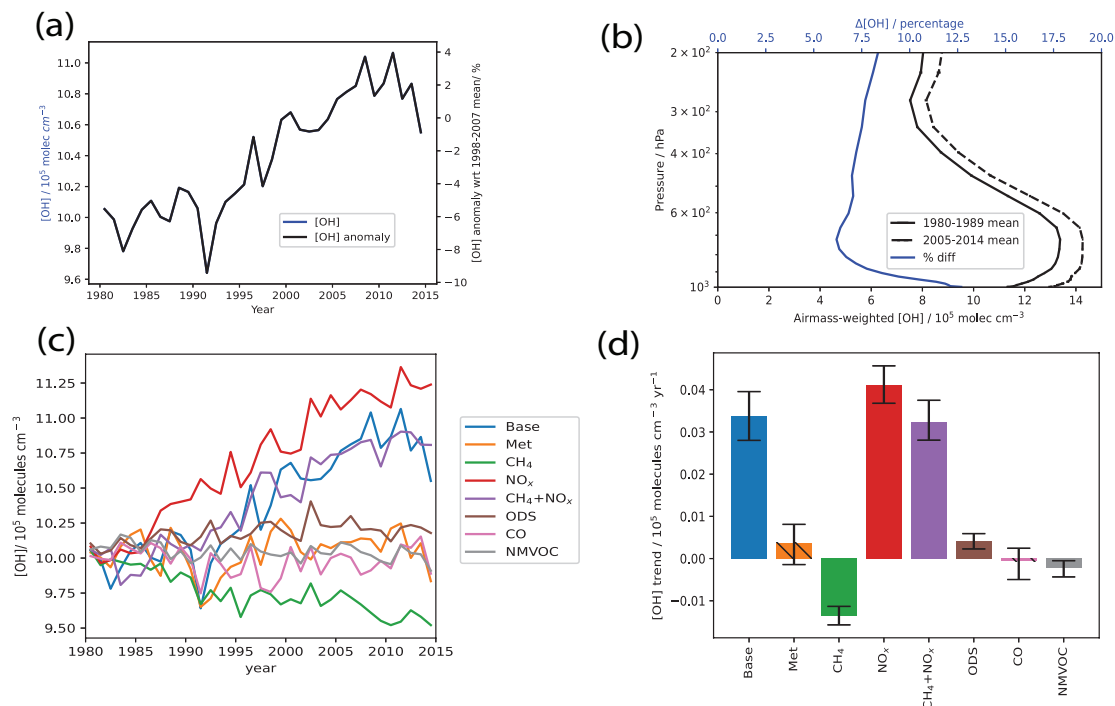 (a)
11.0
10.8
10.6
10.4
10.2
10.0
9.8
9.6
[OH] / 10⁵ molec cm⁻³
4
2
0
−2
−4
−6
−8
−10
[OH] anomaly wrt 1998-2007 mean/ %
[OH]
[OH] anomaly
1980 1985 1990 1995 2000 2005 2010 2015
Year
(b)
Δ[OH] / percentage
0.0 2.5 5.0 7.5 10.0 12.5 15.0 17.5 20.0
2 × 10²
3 × 10²
4 × 10²
6 × 10²
10³
Pressure / hPa
1980-1989 mean
2005-2014 mean
% diff
0 2 4 6 8 10 12 14
Airmass-weighted [OH] / 10⁵ molec cm⁻³
(c)
11.25
11.00
10.75
10.50
10.25
10.00
9.75
9.50
[OH]/ 10⁵ molecules cm⁻³
1980 1985 1990 1995 2000 2005 2010 2015
year
Base
Met
CH₄
NOₓ
CH₄+NOₓ
ODS
CO
NMVOC
(d)
0.04
0.03
0.02
0.01
0.00
−0.01
[OH] trend / 10⁵ molecules cm⁻³ yr⁻¹
Base
Met
CH₄
NOₓ
CH₄+NOₓ
ODS
CO
NMVOC